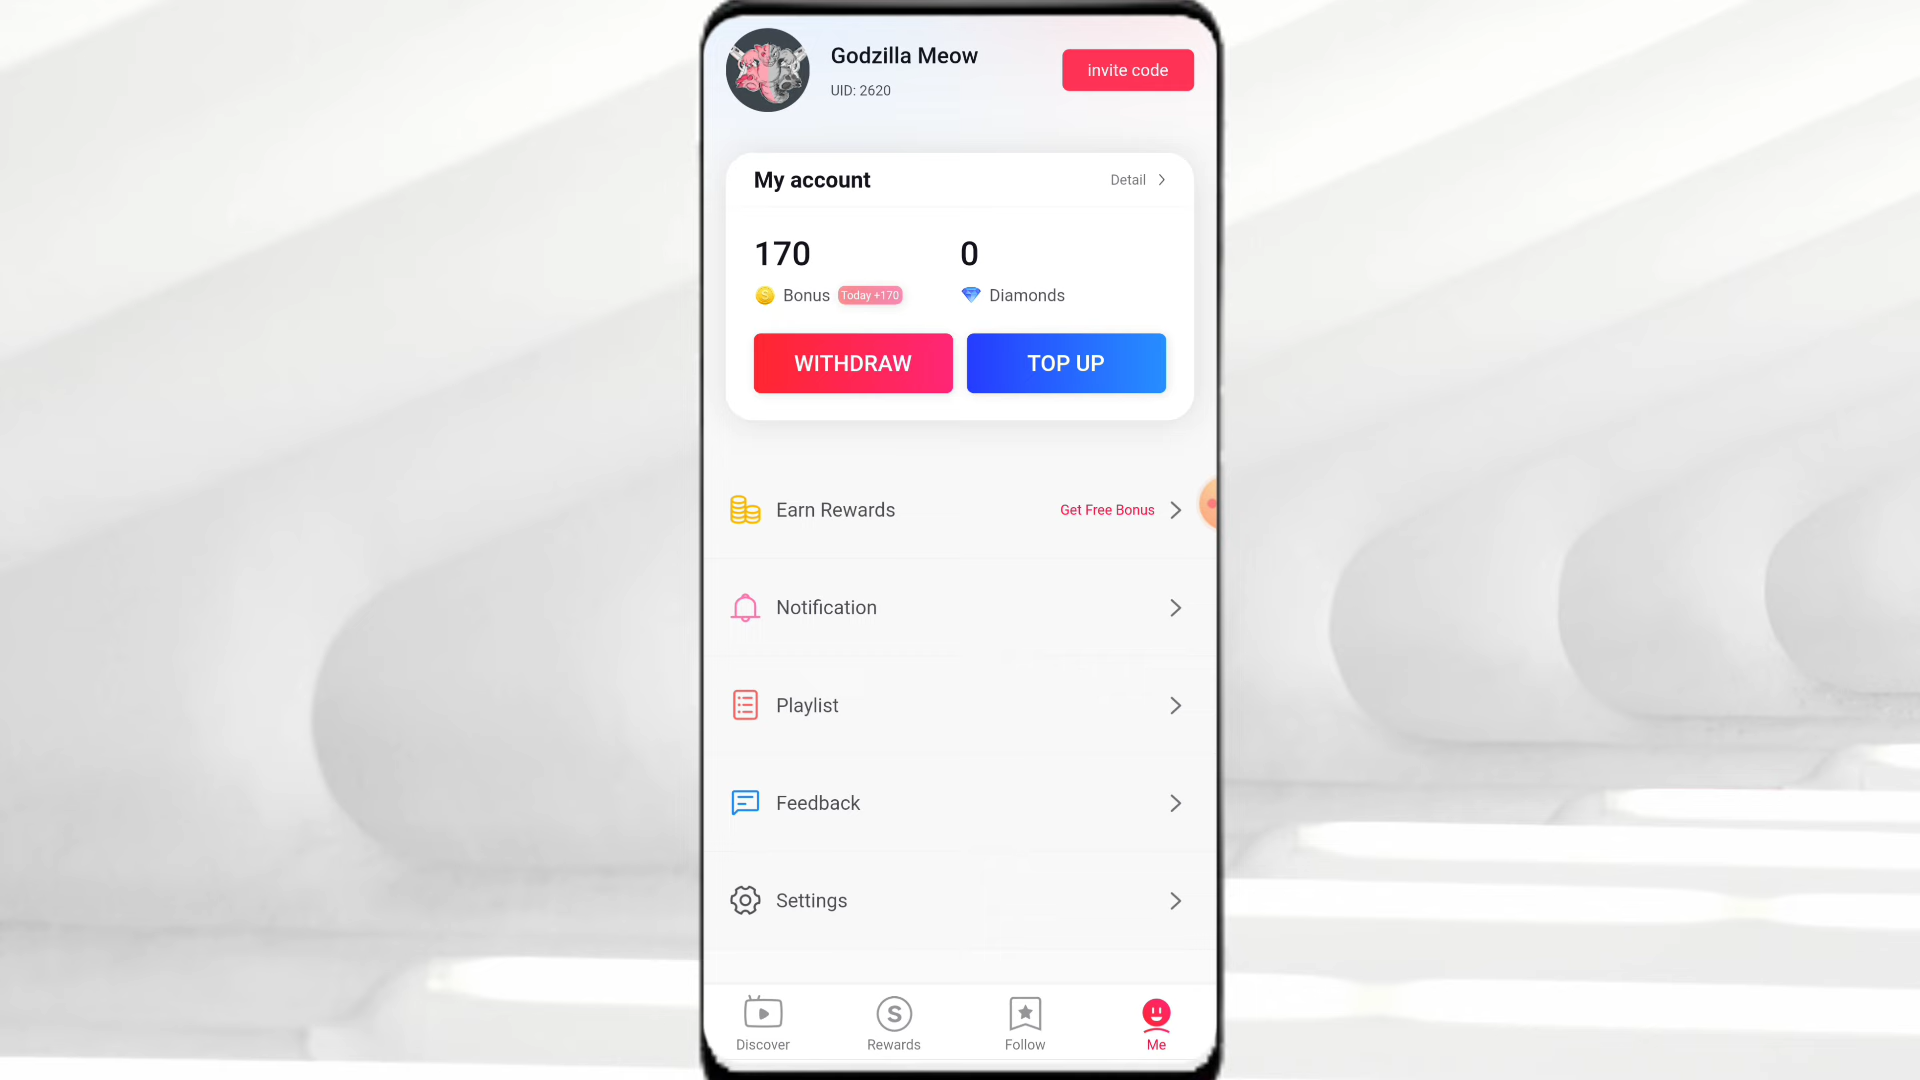 Godzilla Meow
UID: 2620
invite code
My account
Detail
170
0
Bonus
Today +170
Diamonds
WITHDRAW
TOP UP
Earn Rewards
Get Free Bonus
Notification
Playlist
Feedback
Settings
Discover
Rewards
Follow
Me